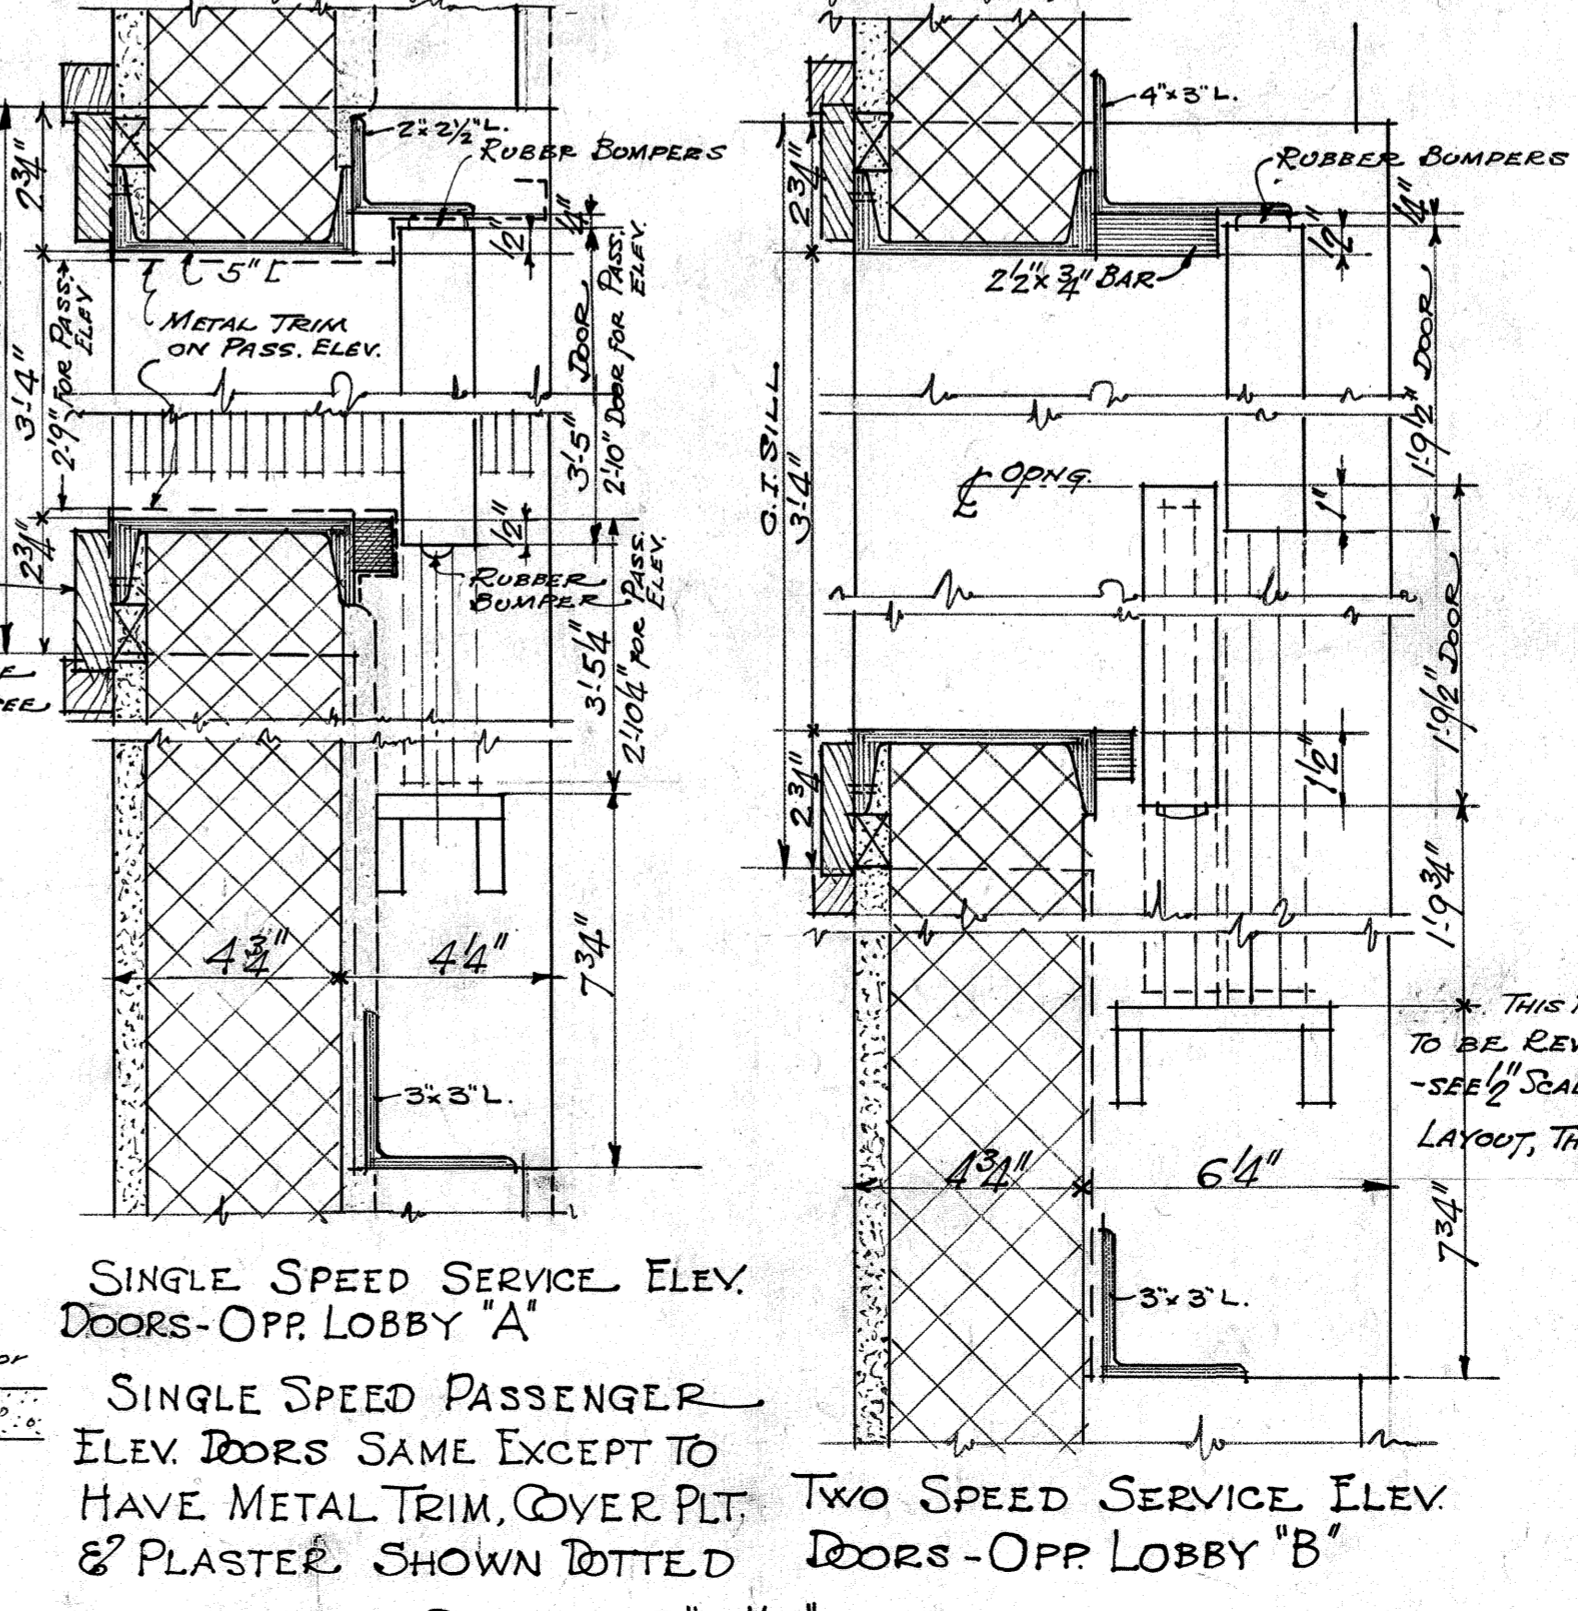 2"x 2½" L.
RUBBER BUMPERS
2¾"
¼"
½"
5" [
METAL TRIM
ON PASS. ELEV.
2'-9" FOR PASS.
ELEV
3'-4"
DOOR
3'-5"
2'-10" DOOR FOR PASS.
ELEV.
2¾"
½"
RUBBER
BUMPER
3'-5¼"
2'-10¼" FOR PASS.
ELEV.
4¾"
4¼"
7¾"
3"x 3" L.
SINGLE SPEED SERVICE ELEV.
DOORS-OPP. LOBBY "A"
SINGLE SPEED PASSENGER
ELEV. DOORS SAME EXCEPT TO
HAVE METAL TRIM, COVER PLT.
& PLASTER SHOWN DOTTED
4"x 3" L.
RUBBER BUMPERS
2¾"
¼"
½"
2½"x ¾" BAR
1'-9½" DOOR
C.I. SILL
3'-4"
℄ OPNG.
1"
1'-9½" DOOR
1½"
2¾"
1'-9¾"
THIS
TO BE REV
-SEE ½" SCAL
LAYOUT, TH
4¾"
6¼"
7¾"
3"x 3" L.
TWO SPEED SERVICE ELEV.
DOORS-OPP. LOBBY "B"